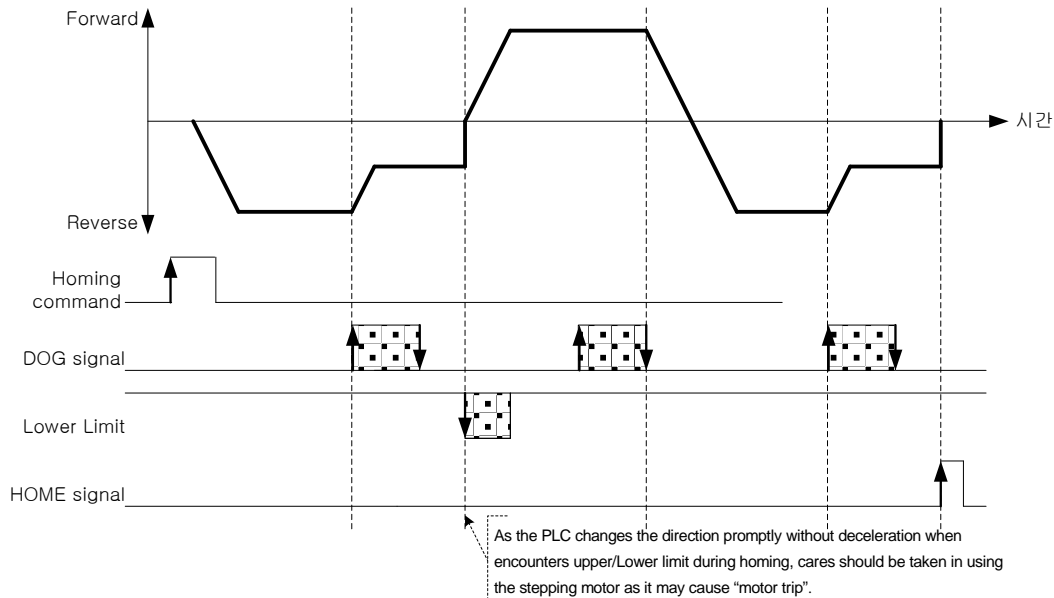 Forward
시간
Reverse
Homing
command
DOG signal
Lower Limit
HOME signal
As the PLC changes the direction promptly without deceleration when
encounters upper/Lower limit during homing, cares should be taken in using
the stepping motor as it may cause “motor trip”.